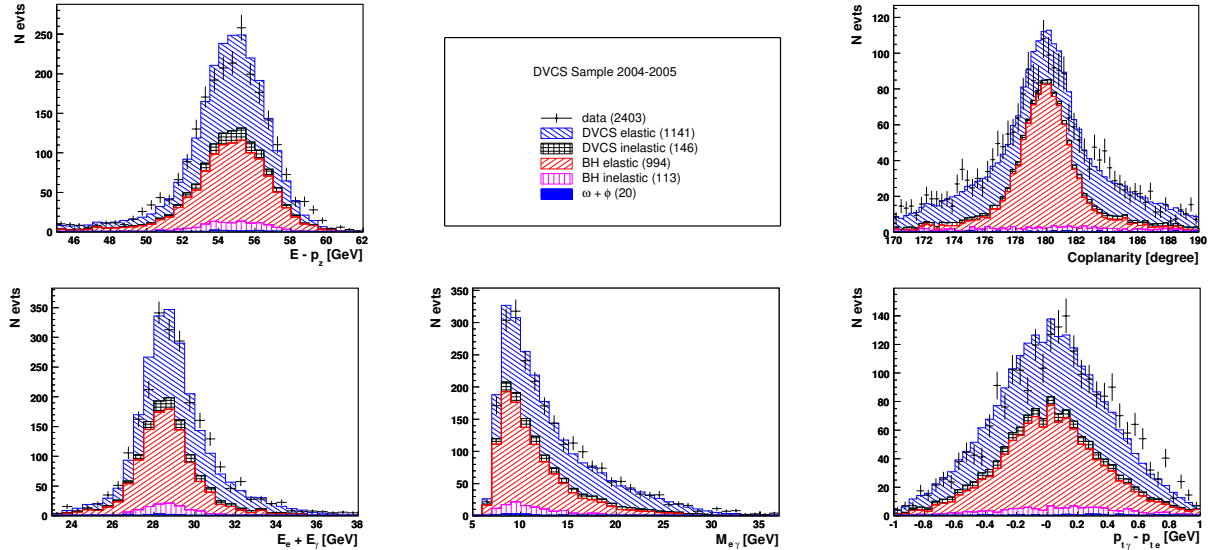 N evts
250
200
150
100
50
0
46 48 50 52 54 56 58 60 62
E - p_z [GeV]
DVCS Sample 2004-2005
data (2403)
DVCS elastic (1141)
DVCS inelastic (146)
BH elastic (994)
BH inelastic (113)
ω + ϕ (20)
N evts
120
100
80
60
40
20
0
170 172 174 176 178 180 182 184 186 188 190
Coplanarity [degree]
N evts
350
300
250
200
150
100
50
0
24 26 28 30 32 34 36 38
E_e + E_γ [GeV]
N evts
350
300
250
200
150
100
50
0
5 10 15 20 25 30 35
M_e γ [GeV]
N evts
160
140
120
100
80
60
40
20
0
-1 -0.8 -0.6 -0.4 -0.2 -0 0.2 0.4 0.6 0.8 1
p_t γ - p_t e [GeV]